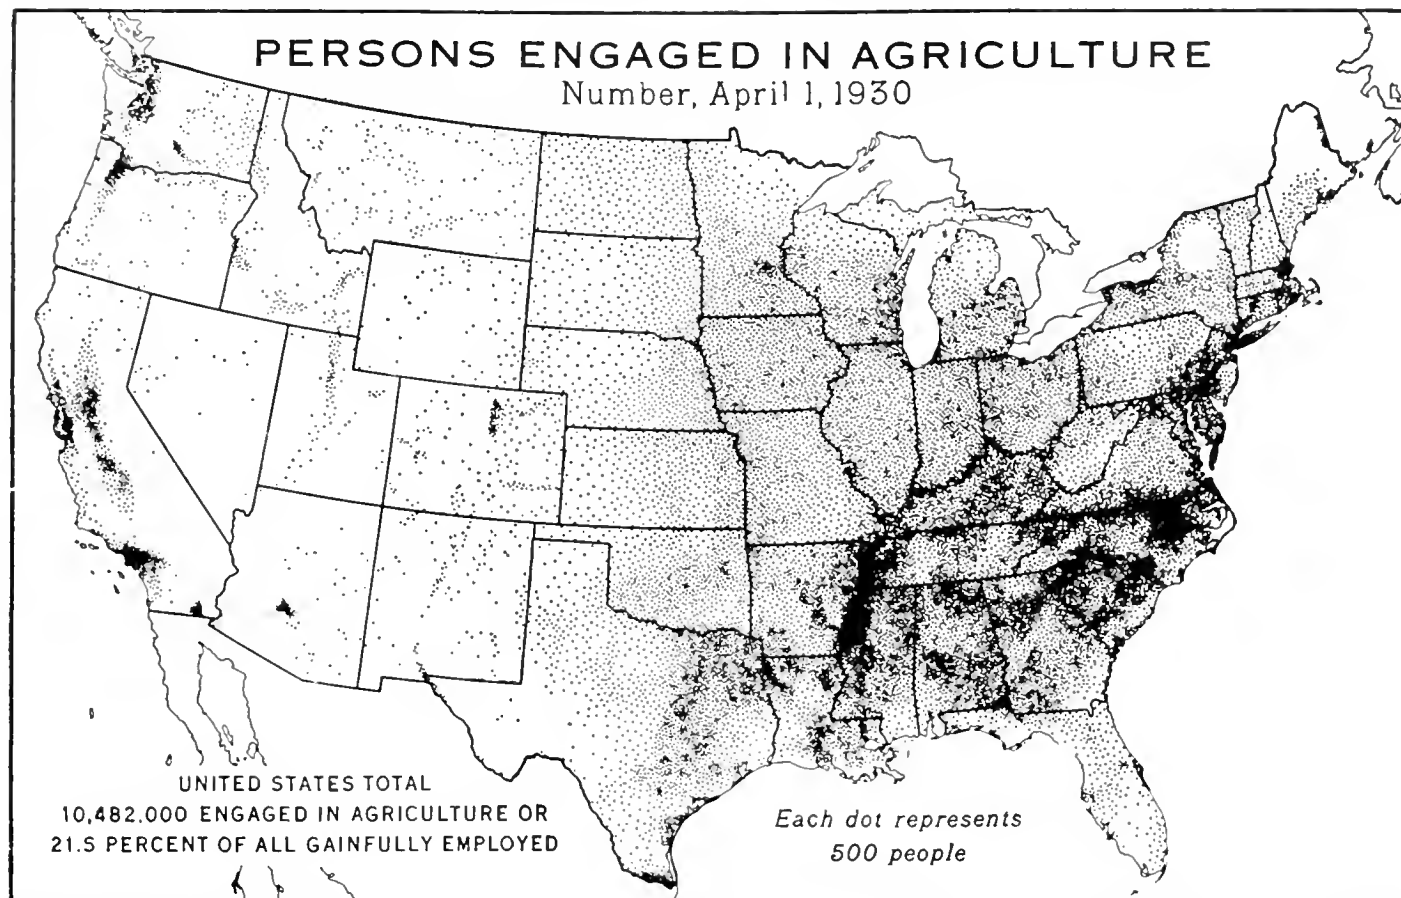 PERSONS ENGAGED IN AGRICULTURE
Number, April 1, 1930
UNITED STATES TOTAL
10,482,000 ENGAGED IN AGRICULTURE OR
21.5 PERCENT OF ALL GAINFULLY EMPLOYED
Each dot represents
500 people